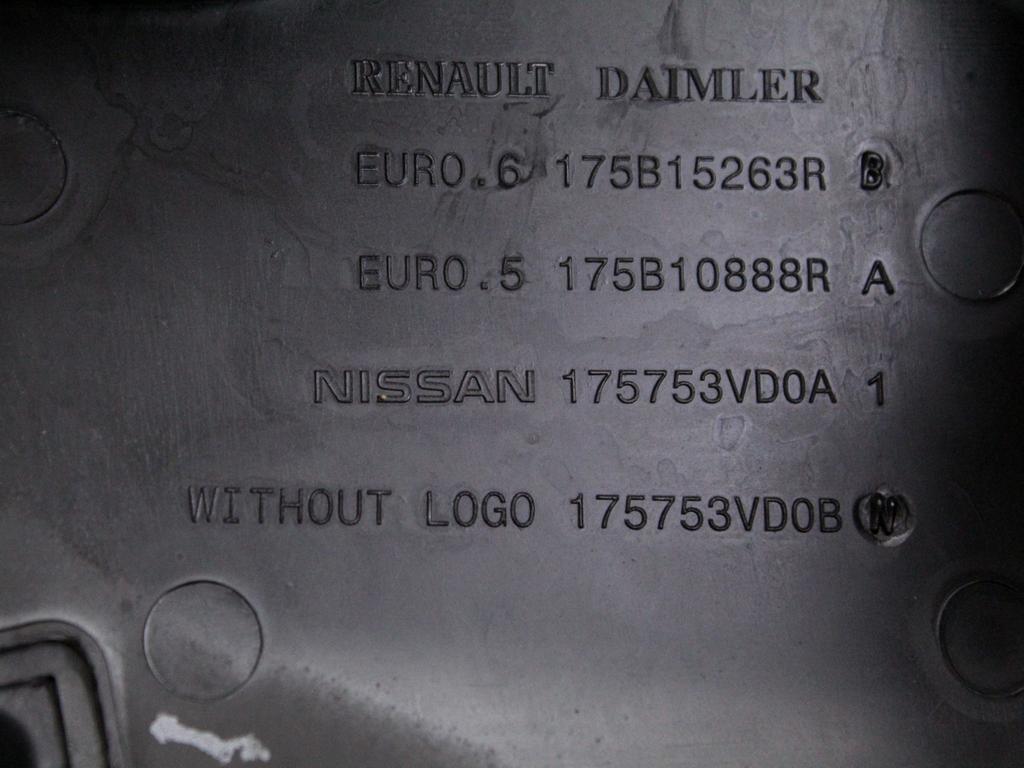 RENAULT DAIMLER
EURO.6 175B15263R B
EURO.5 175B10888R A
NISSAN 175753VD0A 1
WITHOUT LOGO 175753VD0B N